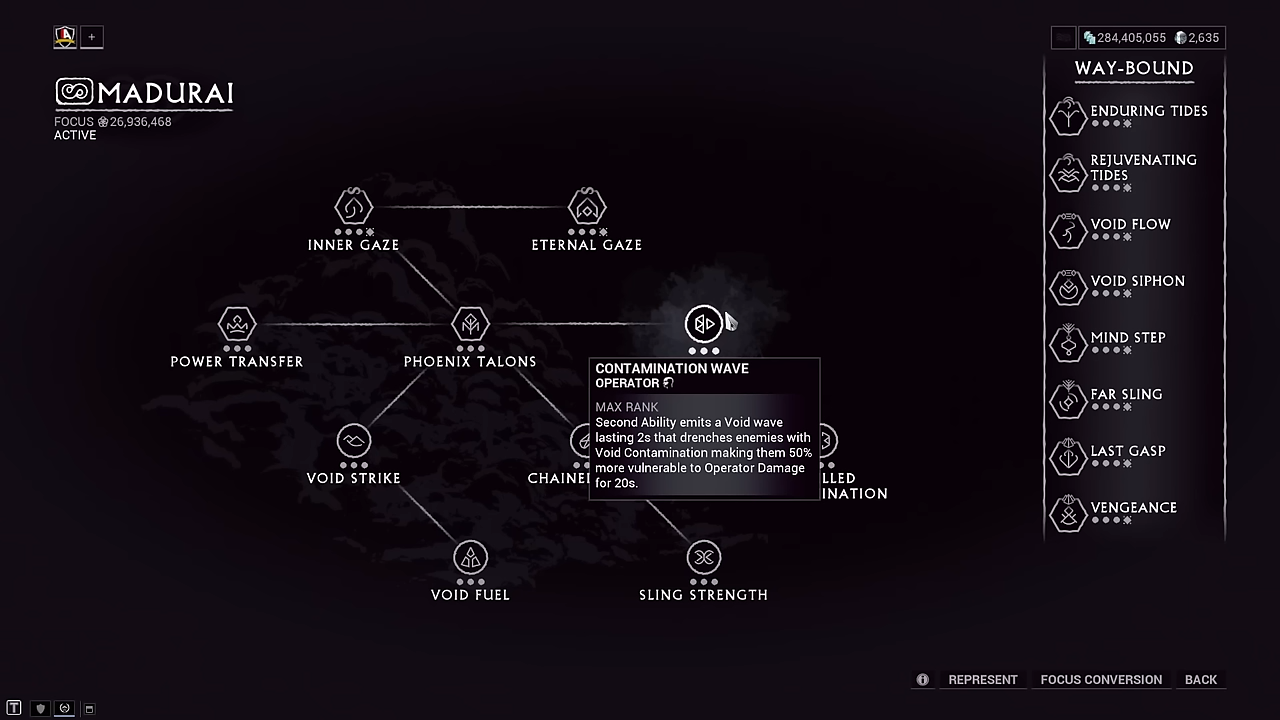 +
284,405,055 2,635
MADURAI
FOCUS 26,936,468
ACTIVE
WAY-BOUND
ENDURING TIDES
REJUVENATING
TIDES
VOID FLOW
VOID SIPHON
MIND STEP
FAR SLING
LAST GASP
VENGEANCE
INNER GAZE
ETERNAL GAZE
POWER TRANSFER
PHOENIX TALONS
CONTAMINATION WAVE
OPERATOR
MAX RANK
Second Ability emits a Void wave
lasting 2s that drenches enemies with
Void Contamination making them 50%
more vulnerable to Operator Damage
for 20s.
VOID STRIKE
CHAINE
LLED
INATION
VOID FUEL
SLING STRENGTH
REPRESENT
FOCUS CONVERSION
BACK
T